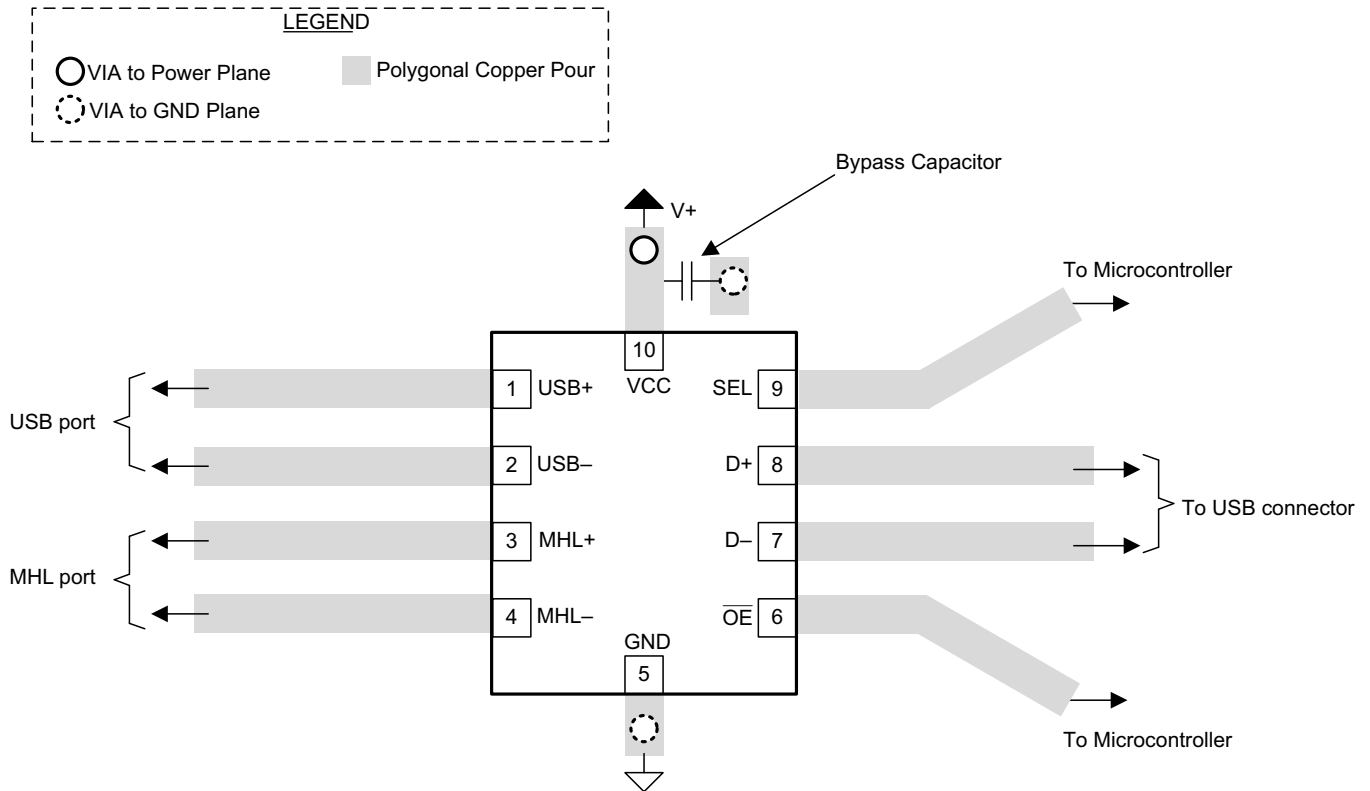 LEGEND
VIA to Power Plane
Polygonal Copper Pour
VIA to GND Plane
Bypass Capacitor
V+
To Microcontroller
10
VCC
1
USB+
SEL
9
USB port
2
USB–
D+
8
To USB connector
3
MHL+
D–
7
MHL port
4
MHL–
OE
6
GND
5
To Microcontroller